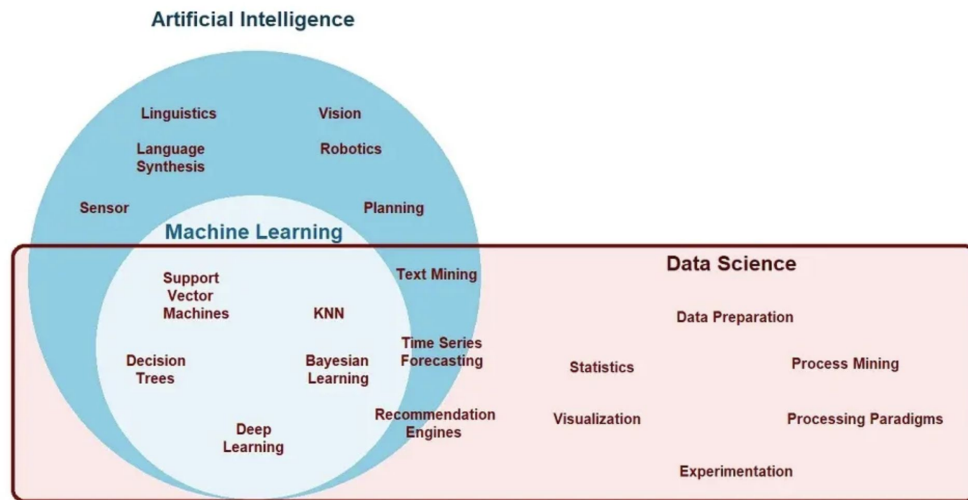 Artificial Intelligence
Linguistics
Vision
Language
Synthesis
Robotics
Sensor
Planning
Machine Learning
Support
Vector
Machines
KNN
Text Mining
Data Science
Data Preparation
Decision
Trees
Bayesian
Learning
Time Series
Forecasting
Statistics
Process Mining
Deep
Learning
Recommendation
Engines
Visualization
Processing Paradigms
Experimentation